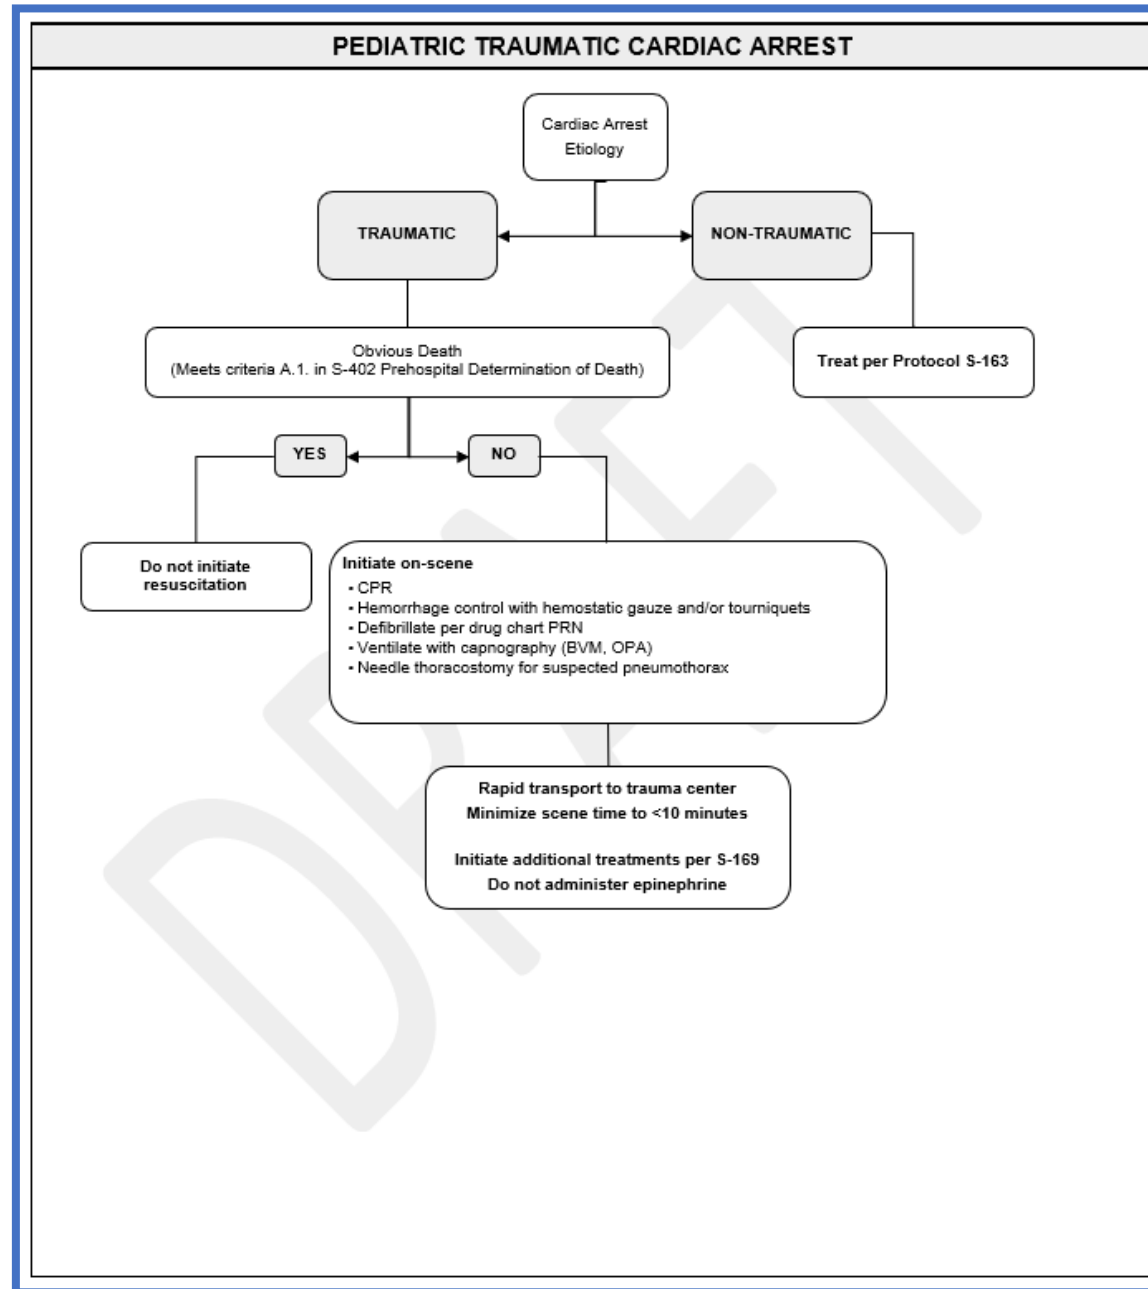 PEDIATRIC TRAUMATIC CARDIAC ARREST
Cardiac Arrest
Etiology
TRAUMATIC
NON-TRAUMATIC
Obvious Death
(Meets criteria A.1. in S-402 Prehospital Determination of Death)
Treat per Protocol S-163
YES
NO
Do not initiate
resuscitation
Initiate on-scene
- CPR
- Hemorrhage control with hemostatic gauze and/or tourniquets
- Defibrillate per drug chart PRN
- Ventilate with capnography (BVM, OPA)
- Needle thoracostomy for suspected pneumothorax
Rapid transport to trauma center
Minimize scene time to <10 minutes
Initiate additional treatments per S-169
Do not administer epinephrine
DRAFT